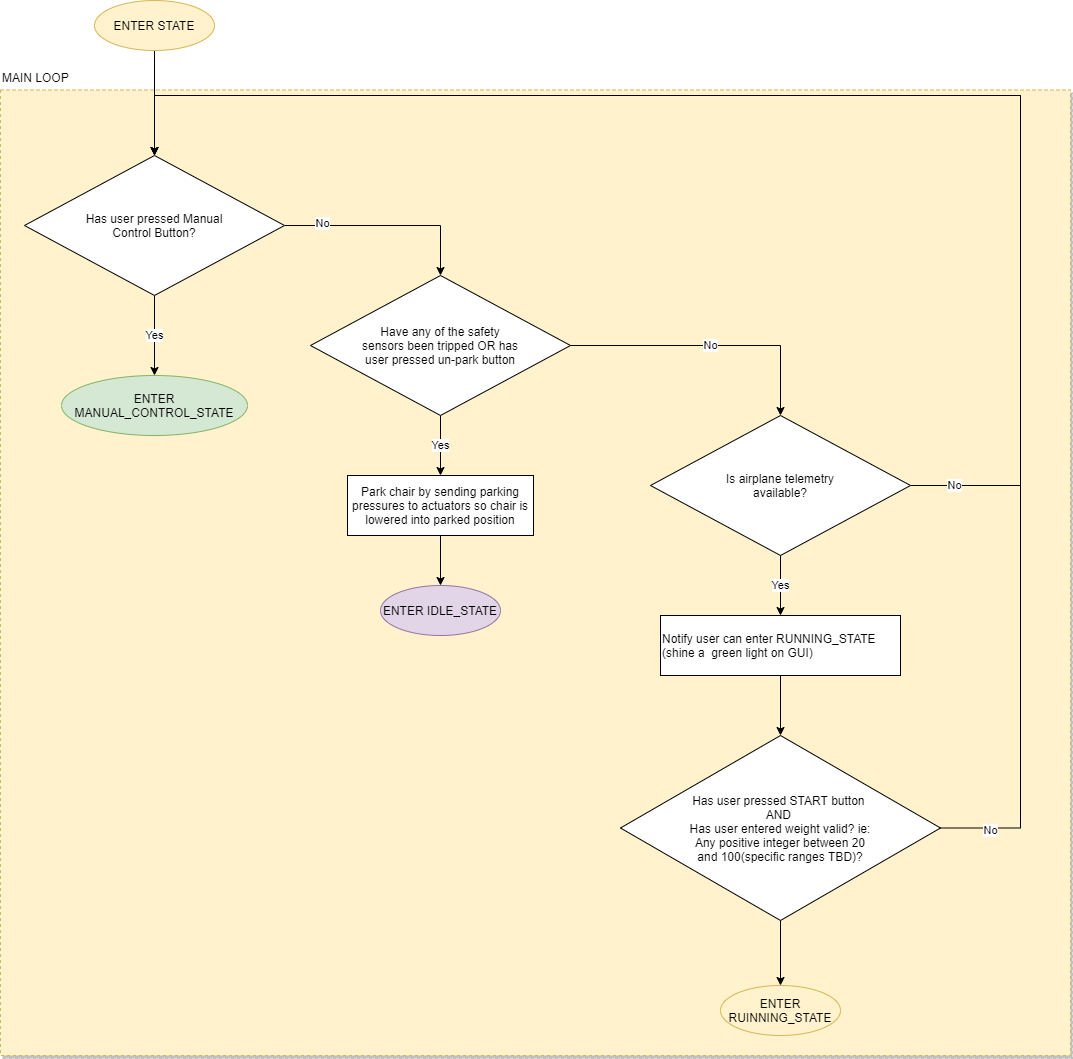 ENTER STATE
MAIN LOOP
Has user pressed Manual
Control Button?
No
Yes
ENTER
MANUAL_CONTROL_STATE
Have any of the safety
sensors been tripped OR has
user pressed un-park button
No
Yes
Park chair by sending parking
pressures to actuators so chair is
lowered into parked position
ENTER IDLE_STATE
Is airplane telemetry
available?
No
Yes
Notify user can enter RUNNING_STATE
(shine a  green light on GUI)
Has user pressed START button
AND
Has user entered weight valid? ie:
Any positive integer between 20
and 100(specific ranges TBD)?
No
ENTER
RUINNING_STATE